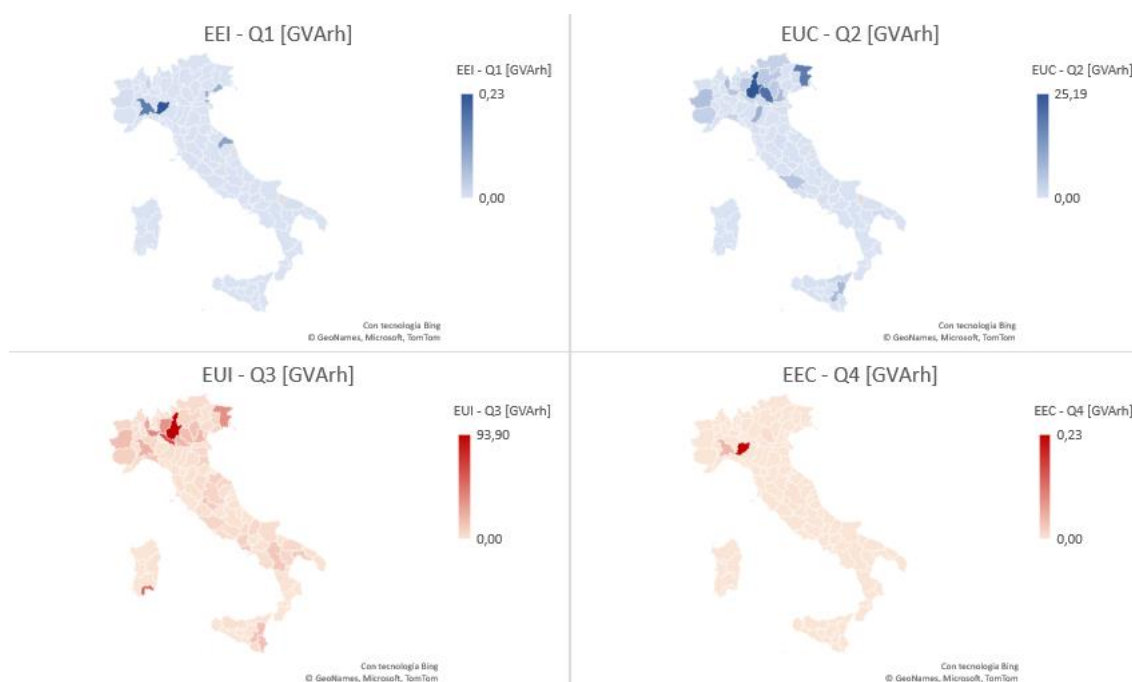 EEI - Q1 [GVArh]
EEI - Q1 [GVArh]
0,23
0,00
Con tecnologia Bing
© GeoNames, Microsoft, TomTom
EUC - Q2 [GVArh]
EUC - Q2 [GVArh]
25,19
0,00
Con tecnologia Bing
© GeoNames, Microsoft, TomTom
EUI - Q3 [GVArh]
EUI - Q3 [GVArh]
93,90
0,00
Con tecnologia Bing
© GeoNames, Microsoft, TomTom
EEC - Q4 [GVArh]
EEC - Q4 [GVArh]
0,23
0,00
Con tecnologia Bing
© GeoNames, Microsoft, TomTom